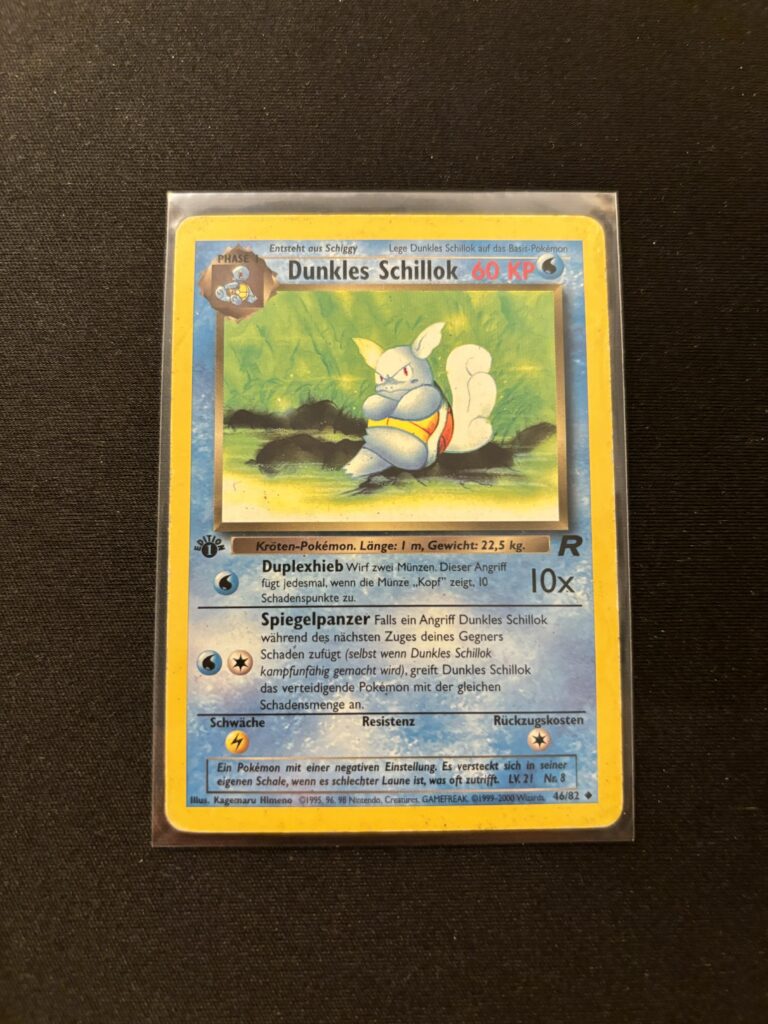 Entsteht aus Schiggy Lege Dunkles Schillok auf das Basis-Pokémon
PHASE 1
Dunkles Schillok 60 KP
EDITION 1
Kröten-Pokémon. Länge: 1 m, Gewicht: 22,5 kg.
R
Duplexhieb Wirf zwei Münzen. Dieser Angriff
fügt jedesmal, wenn die Münze „Kopf" zeigt, 10
Schadenspunkte zu.
10x
Spiegelpanzer Falls ein Angriff Dunkles Schillok
während des nächsten Zuges deines Gegners
Schaden zufügt (selbst wenn Dunkles Schillok
kampfunfähig gemacht wird), greift Dunkles Schillok
das verteidigende Pokémon mit der gleichen
Schadensmenge an.
Schwäche Resistenz Rückzugskosten
Ein Pokémon mit einer negativen Einstellung. Es versteckt sich in seiner
eigenen Schale, wenn es schlechter Laune ist, was oft zutrifft. LV. 21 Nr. 8
Illus. Kagemaru Himeno ©1995, 96, 98 Nintendo, Creatures, GAMEFREAK. ©1999-2000 Wizards. 46/82